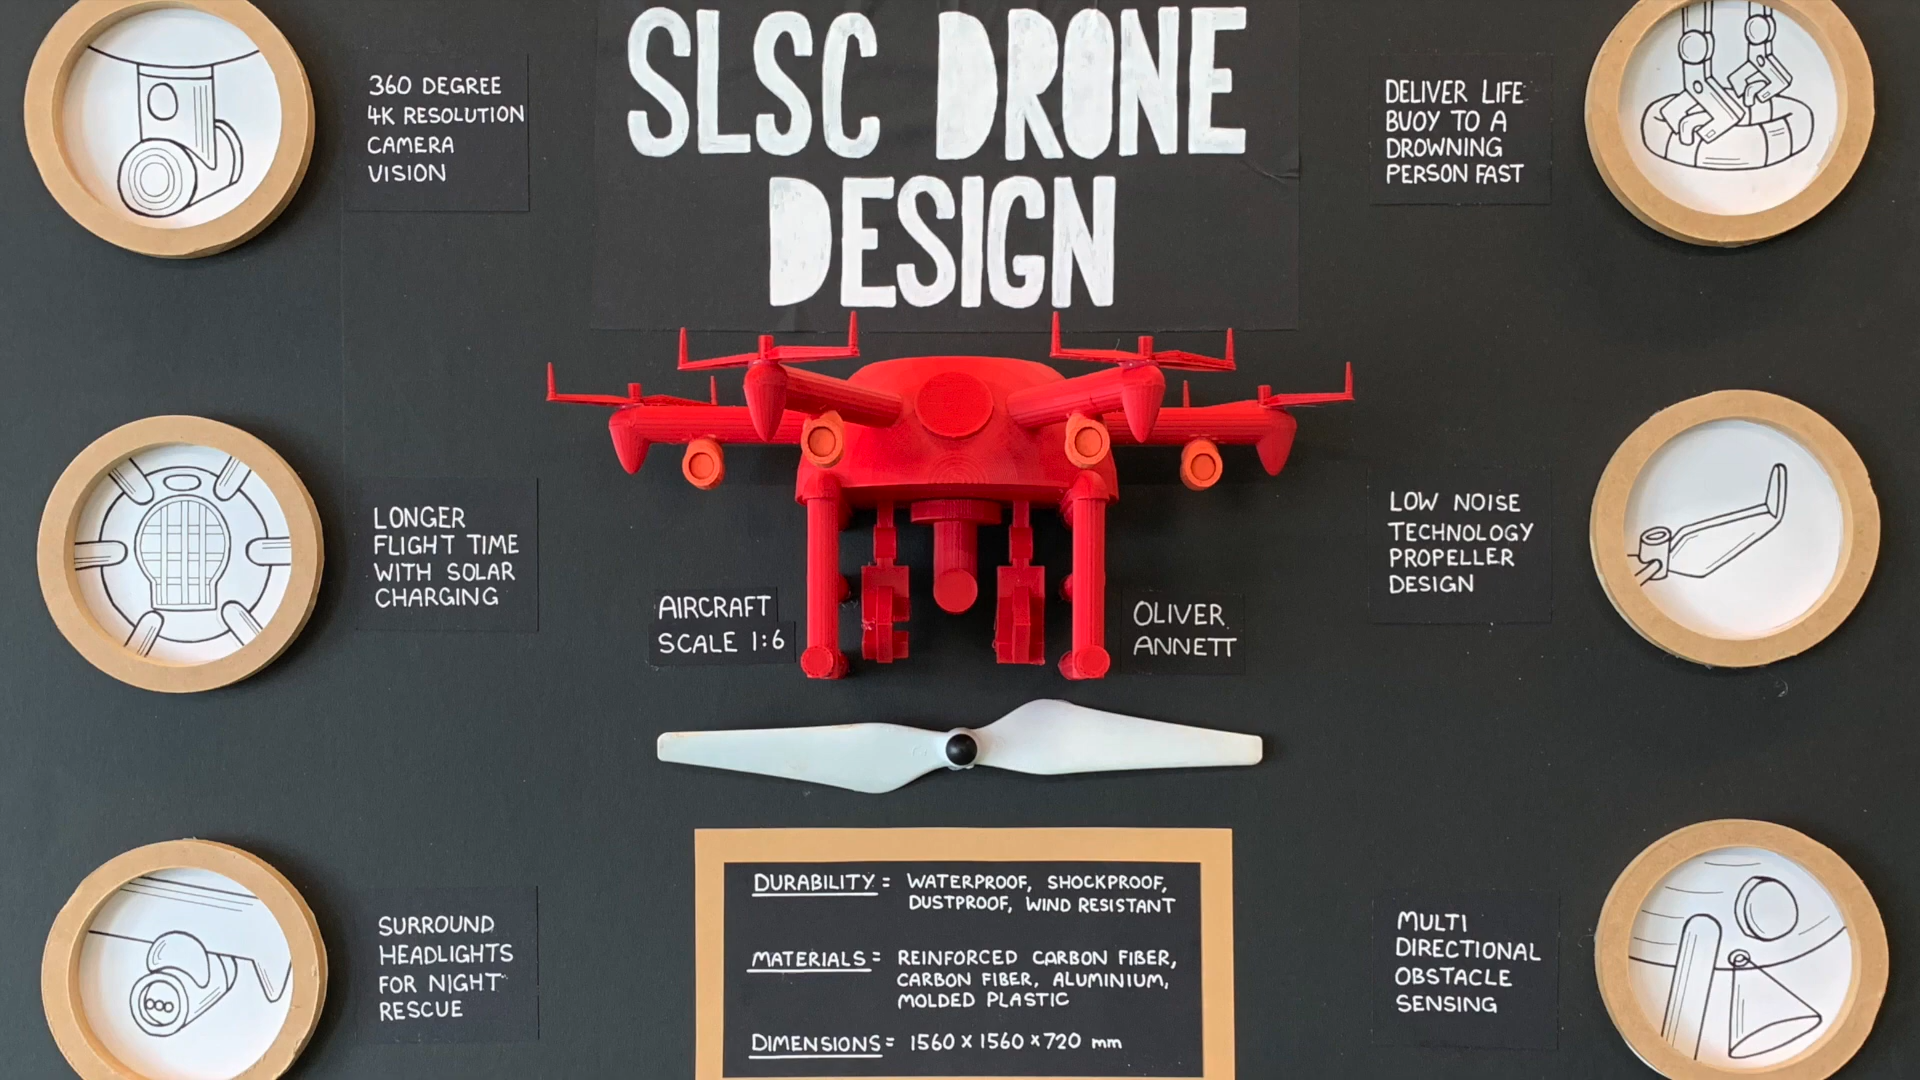 SLSC DRONE
DESIGN
360 DEGREE
4K RESOLUTION
CAMERA
VISION
DELIVER LIFE
BUOY TO A
DROWNING
PERSON FAST
LONGER
FLIGHT TIME
WITH SOLAR
CHARGING
LOW NOISE
TECHNOLOGY
PROPELLER
DESIGN
AIRCRAFT
SCALE 1:6
OLIVER
ANNETT
SURROUND
HEADLIGHTS
FOR NIGHT
RESCUE
DURABILITY = WATERPROOF, SHOCKPROOF,
DUSTPROOF, WIND RESISTANT
MATERIALS = REINFORCED CARBON FIBER,
CARBON FIBER, ALUMINIUM,
MOLDED PLASTIC
DIMENSIONS = 1560 x 1560 x 720 mm
MULTI
DIRECTIONAL
OBSTACLE
SENSING